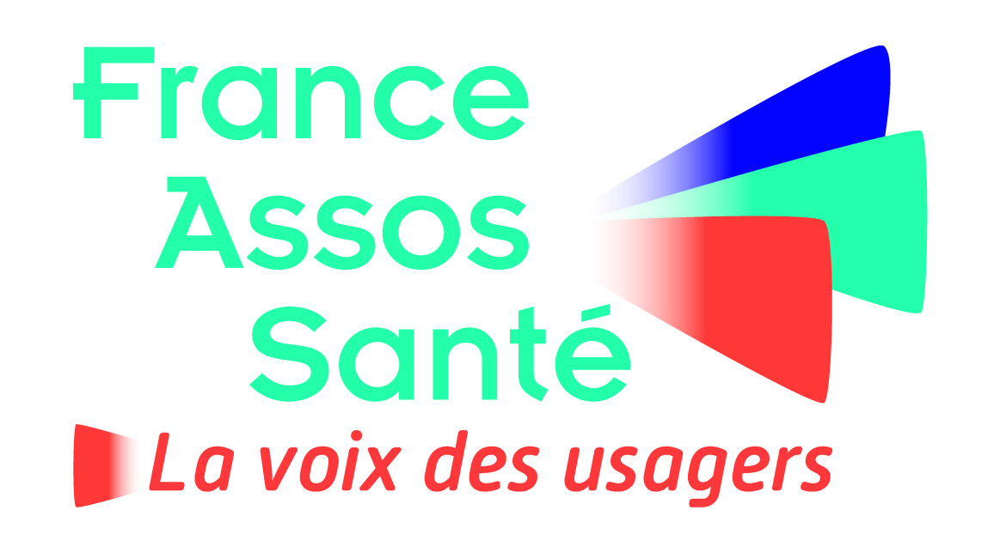 France
Assos
Santé
La voix des usagers